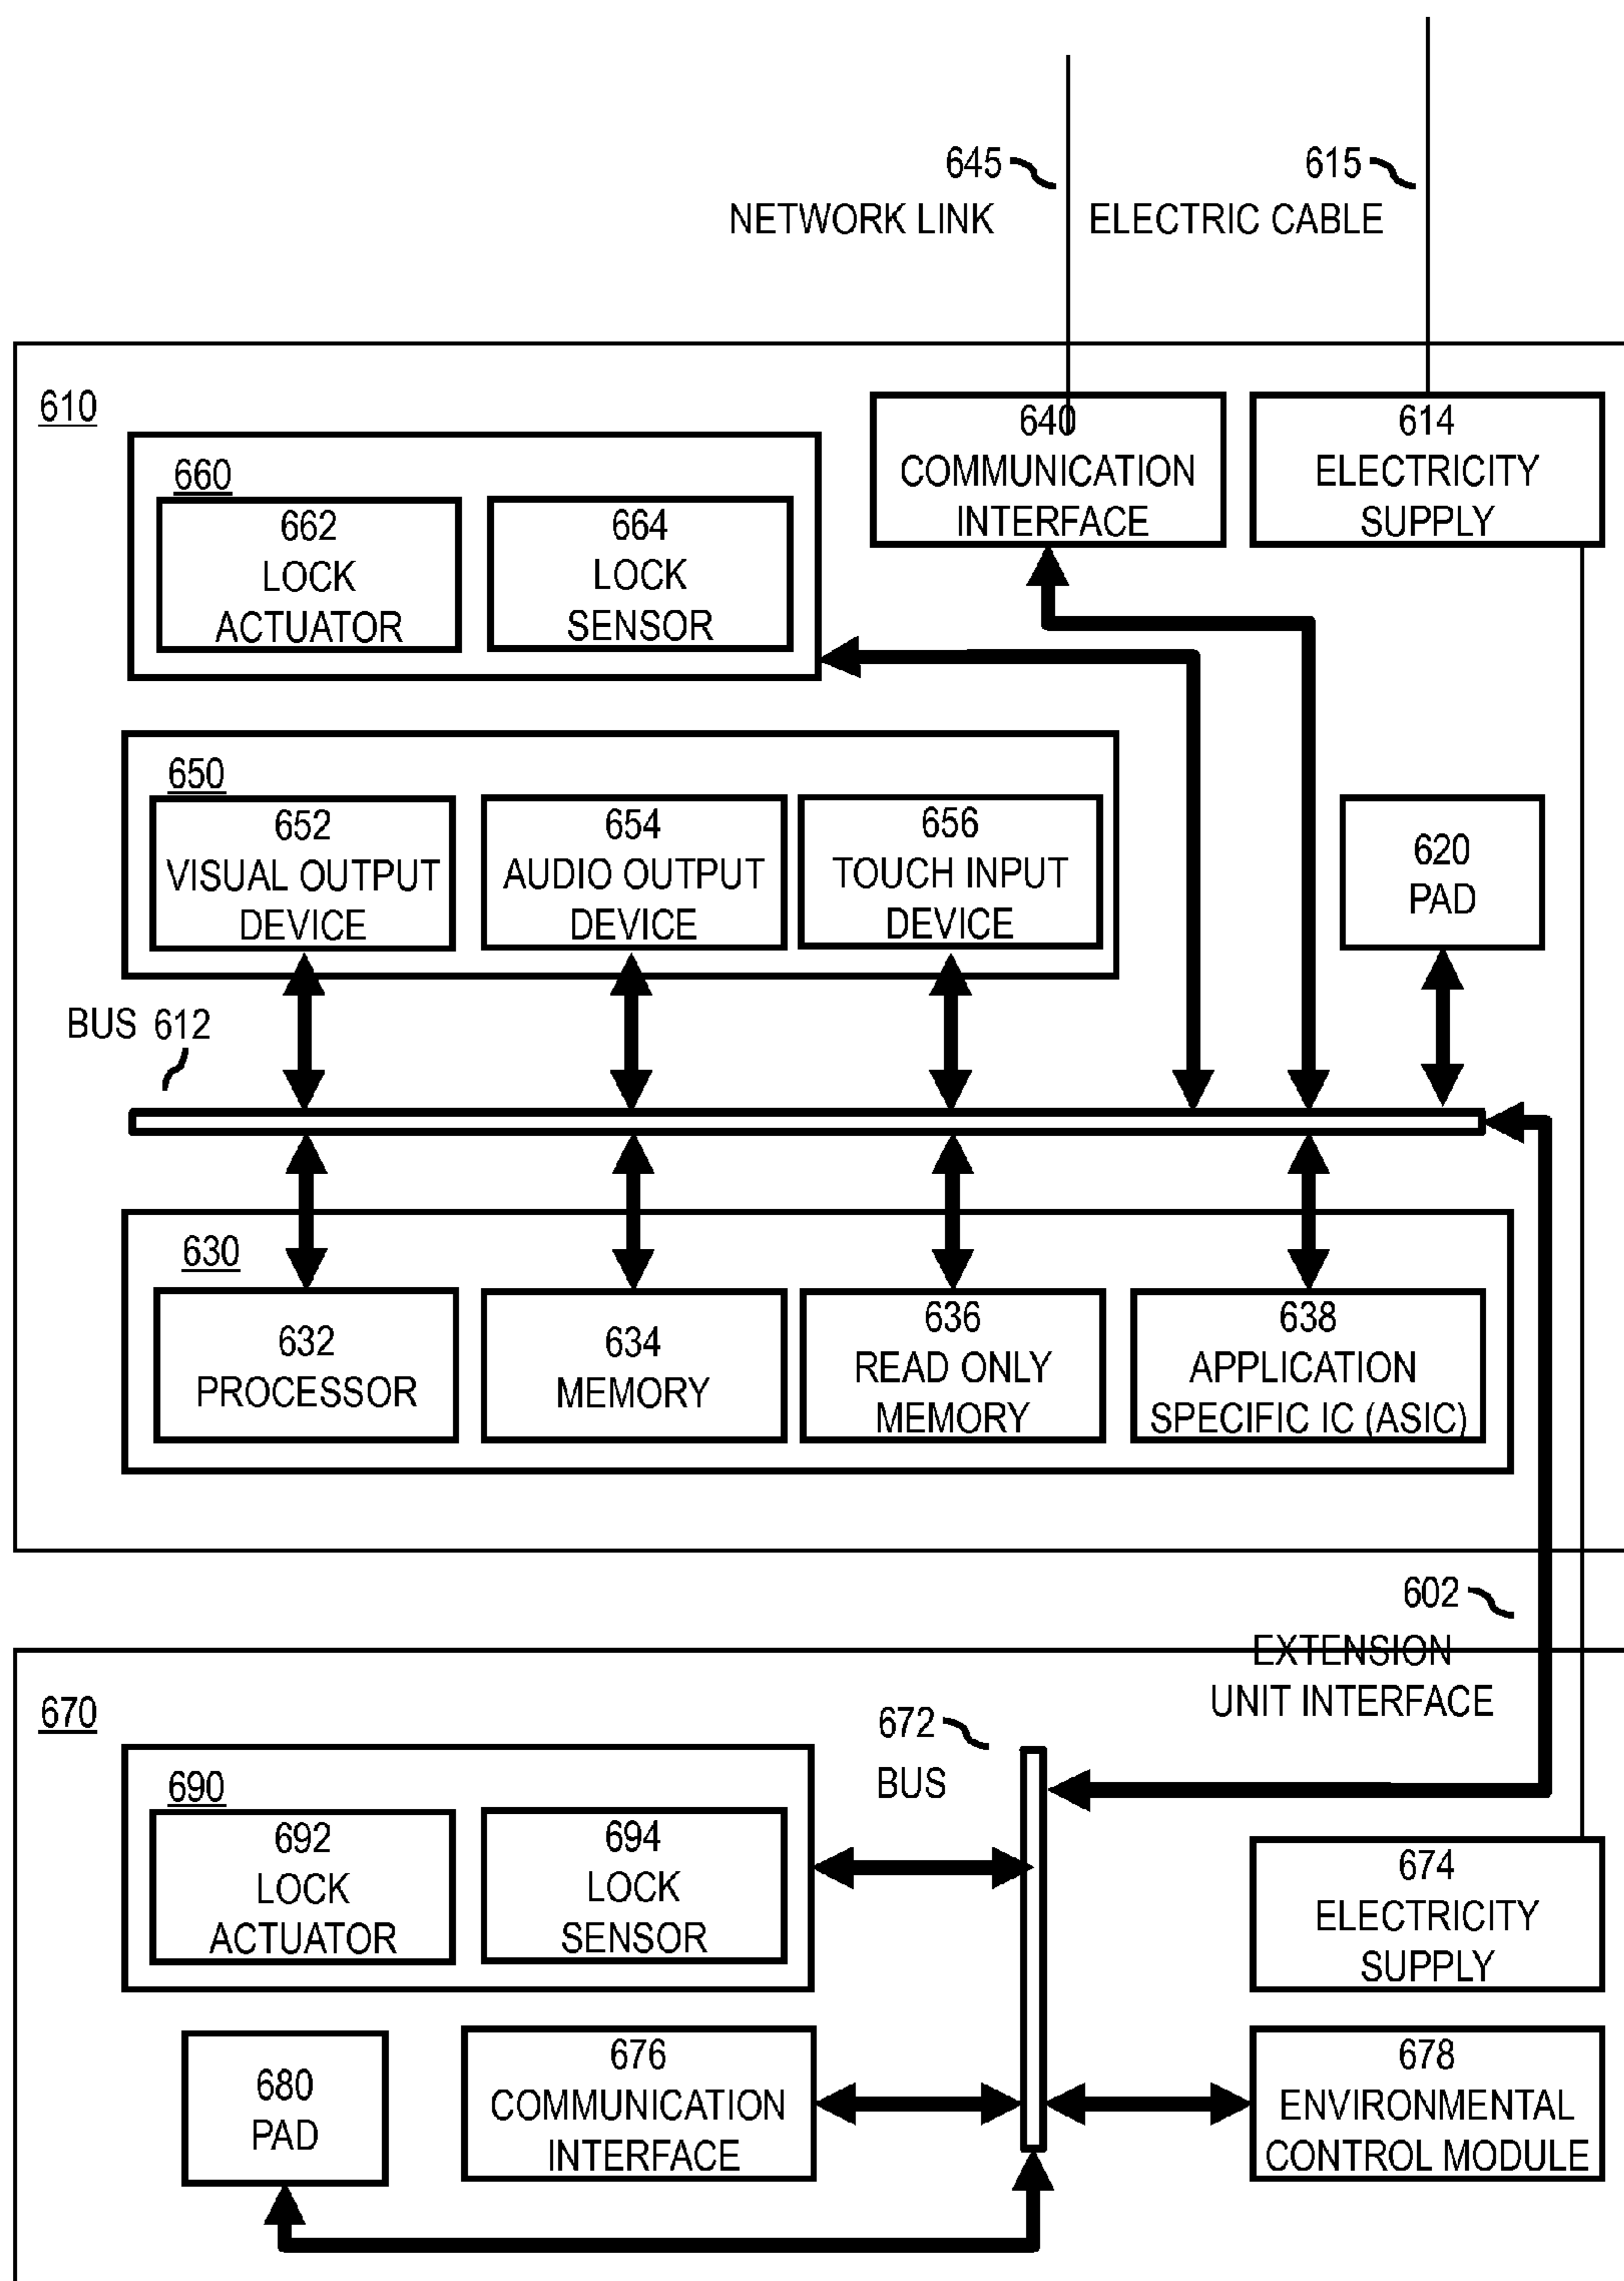 645
615
NETWORK LINK
ELECTRIC CABLE
610
640
COMMUNICATION
INTERFACE
614
ELECTRICITY
SUPPLY
660
662
LOCK
ACTUATOR
664
LOCK
SENSOR
650
652
VISUAL OUTPUT
DEVICE
654
AUDIO OUTPUT
DEVICE
656
TOUCH INPUT
DEVICE
620
PAD
BUS 612
630
632
PROCESSOR
634
MEMORY
636
READ ONLY
MEMORY
638
APPLICATION
SPECIFIC IC (ASIC)
602
EXTENSION
UNIT INTERFACE
670
672
BUS
690
692
LOCK
ACTUATOR
694
LOCK
SENSOR
674
ELECTRICITY
SUPPLY
680
PAD
676
COMMUNICATION
INTERFACE
678
ENVIRONMENTAL
CONTROL MODULE